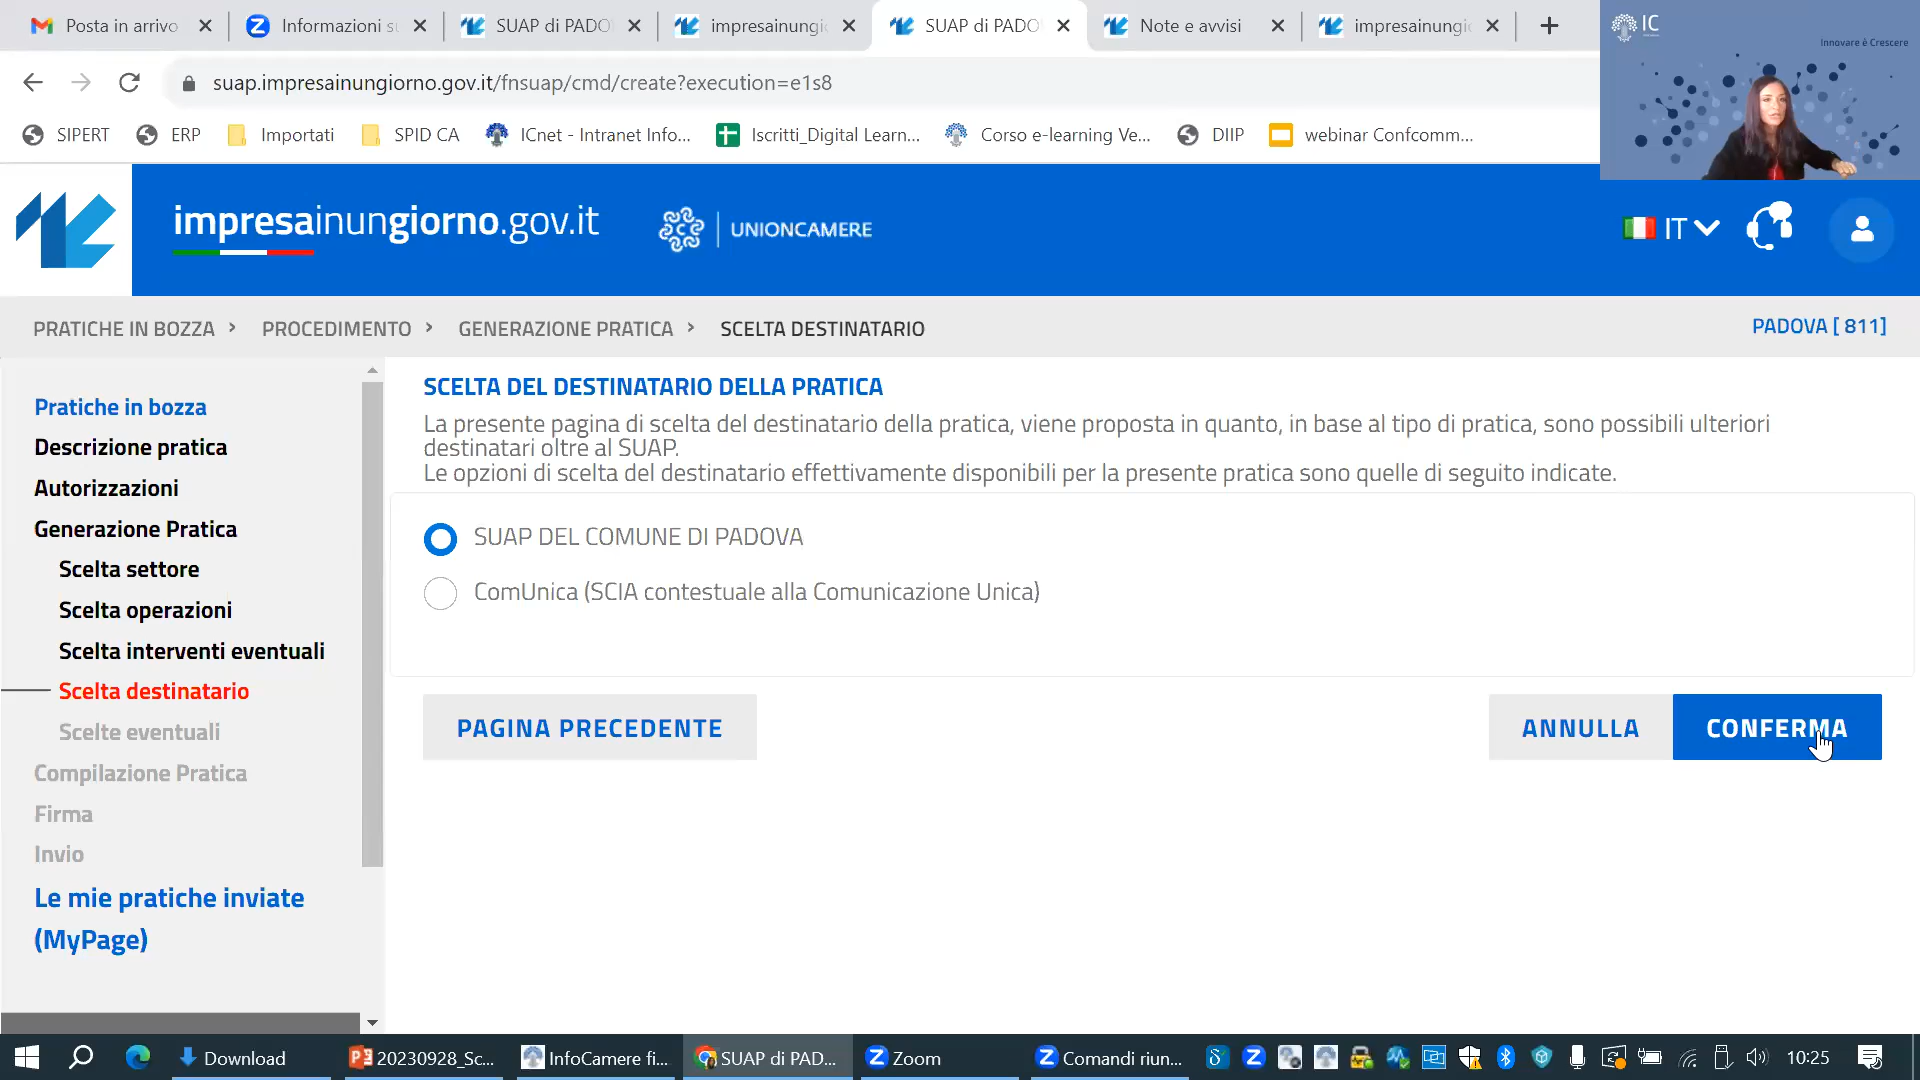 Posta in arrivo
Informazioni su
SUAP di PADO
impresainungio
SUAP di PADO
Note e avvisi
impresainungio
suap.impresainungiorno.gov.it/fnsuap/cmd/create?execution=e1s8
SIPERT
ERP
Importati
SPID CA
ICnet - Intranet Info...
Iscritti_Digital Learn...
Corso e-learning Ve...
DIIP
webinar Confcomm...
IC
Innovare è Crescere
impresainungiorno.gov.it
UNIONCAMERE
IT
PRATICHE IN BOZZA > PROCEDIMENTO > GENERAZIONE PRATICA > SCELTA DESTINATARIO
PADOVA [ 811]
Pratiche in bozza
Descrizione pratica
Autorizzazioni
Generazione Pratica
Scelta settore
Scelta operazioni
Scelta interventi eventuali
Scelta destinatario
Scelte eventuali
Compilazione Pratica
Firma
Invio
Le mie pratiche inviate
(MyPage)
SCELTA DEL DESTINATARIO DELLA PRATICA
La presente pagina di scelta del destinatario della pratica, viene proposta in quanto, in base al tipo di pratica, sono possibili ulteriori
destinatari oltre al SUAP.
Le opzioni di scelta del destinatario effettivamente disponibili per la presente pratica sono quelle di seguito indicate.
SUAP DEL COMUNE DI PADOVA
ComUnica (SCIA contestuale alla Comunicazione Unica)
PAGINA PRECEDENTE
ANNULLA
CONFERMA
Download
20230928_Sc...
InfoCamere fi...
SUAP di PAD...
Zoom
Comandi riun...
10:25